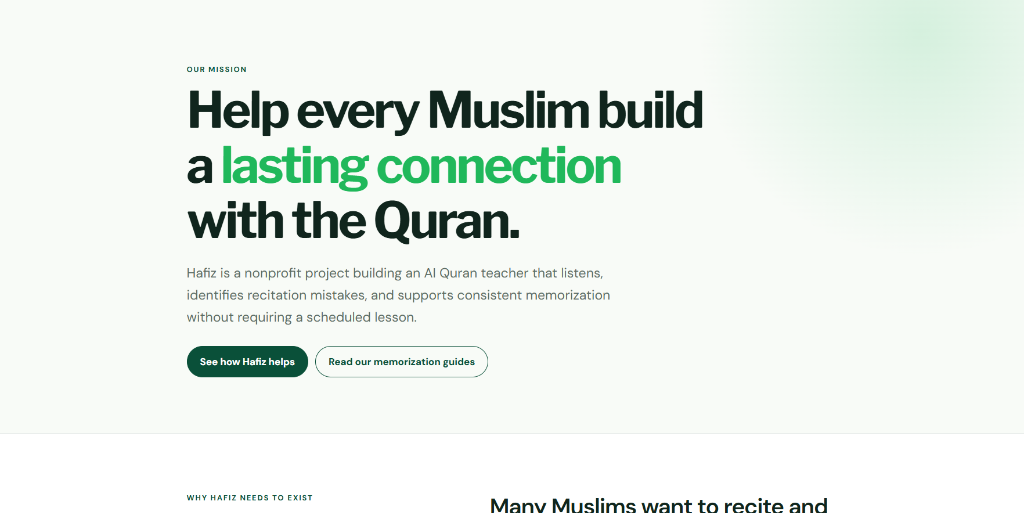 OUR MISSION
Help every Muslim build
a lasting connection
with the Quran.
Hafiz is a nonprofit project building an AI Quran teacher that listens,
identifies recitation mistakes, and supports consistent memorization
without requiring a scheduled lesson.
See how Hafiz helps
Read our memorization guides
WHY HAFIZ NEEDS TO EXIST
Many Muslims want to recite and